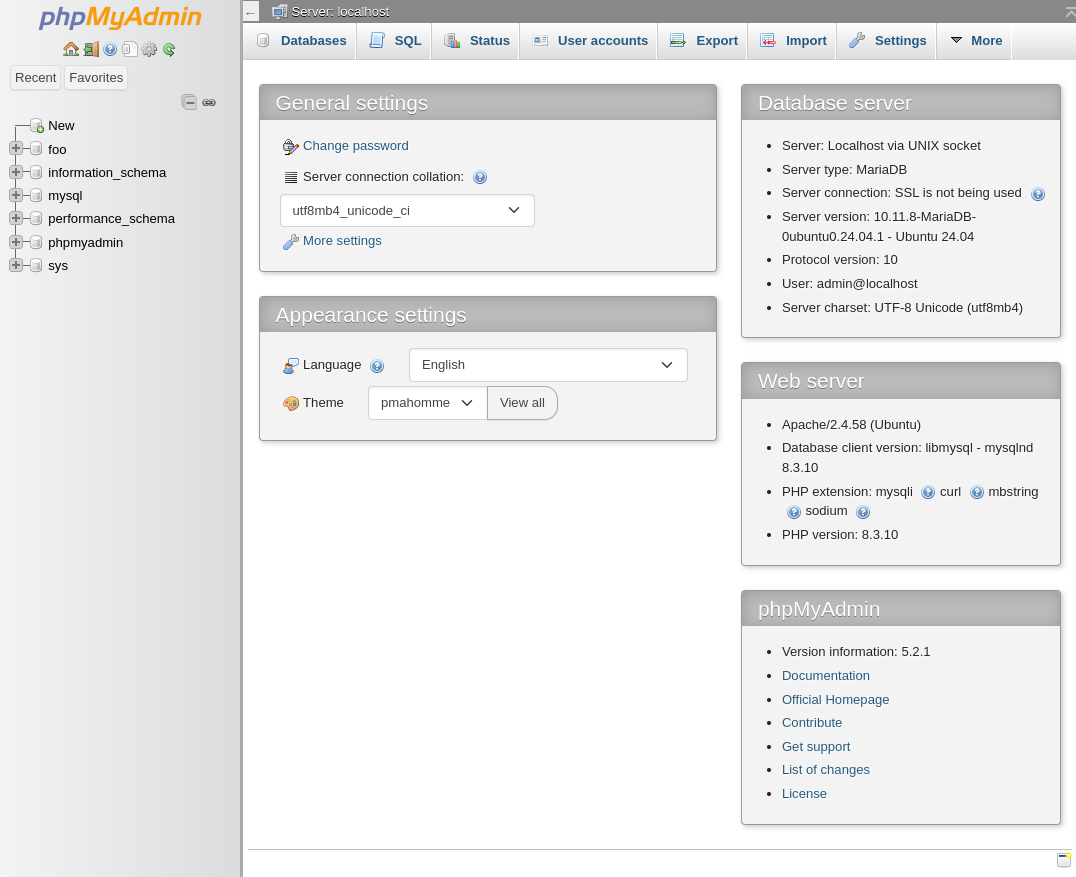 phpMyAdmin
Recent Favorites
New
foo
information_schema
mysql
performance_schema
phpmyadmin
sys
← Server: localhost
Databases SQL Status User accounts Export Import Settings More
General settings
Change password
Server connection collation:
utf8mb4_unicode_ci
More settings
Appearance settings
Language English
Theme pmahomme View all
Database server
• Server: Localhost via UNIX socket
• Server type: MariaDB
• Server connection: SSL is not being used
• Server version: 10.11.8-MariaDB-
0ubuntu0.24.04.1 - Ubuntu 24.04
• Protocol version: 10
• User: admin@localhost
• Server charset: UTF-8 Unicode (utf8mb4)
Web server
• Apache/2.4.58 (Ubuntu)
• Database client version: libmysql - mysqlnd
8.3.10
• PHP extension: mysqli curl mbstring
sodium
• PHP version: 8.3.10
phpMyAdmin
• Version information: 5.2.1
• Documentation
• Official Homepage
• Contribute
• Get support
• List of changes
• License